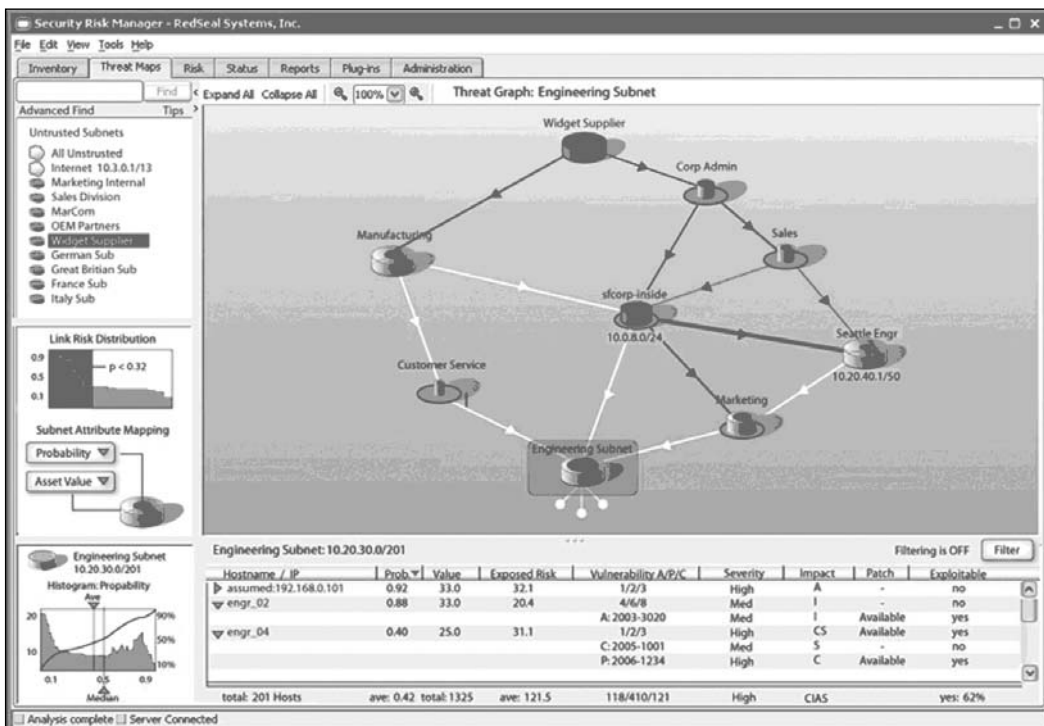 Security Risk Manager - RedSeal Systems, Inc.
File Edit View Tools Help
Inventory Threat Maps Risk Status Reports Plug-ins Administration
Find
Advanced Find Tips
Expand All Collapse All 100% Threat Graph: Engineering Subnet
Untrusted Subnets
All Unstrusted
Internet 10.3.0.1/13
Marketing Internal
Sales Division
MarCom
OEM Partners
Widget Supplier
German Sub
Great Britian Sub
France Sub
Italy Sub
Link Risk Distribution
0.9
0.5
0.1
p < 0.32
Subnet Attribute Mapping
Probability
Asset Value
Engineering Subnet
10.20.30.0/201
Histogram: Propability
Ave
20
10
90%
50%
10%
0.1 0.5 0.9
Median
Widget Supplier
Corp Admin
Manufacturing
Sales
sfcorp-inside
10.0.8.0/24
Seattle Engr
10.20.40.1/50
Customer Service
Marketing
Engineering Subnet
Engineering Subnet: 10.20.30.0/201 Filtering is OFF Filter
Hostname / IP Prob. Value Exposed Risk Vulnerability A/P/C Severity Impact Patch Exploitable
assumed:192.168.0.101 0.92 33.0 32.1 1/2/3 High A - no
engr_02 0.88 33.0 20.4 4/6/8 Med I - no
A: 2003-3020 Med I Available yes
engr_04 0.40 25.0 31.1 1/2/3 High CS Available yes
C:2005-1001 Med S - no
P: 2006-1234 High C Available yes
total: 201 Hosts ave: 0.42 total: 1325 ave: 121.5 118/410/121 High CIAS yes: 62%
Analysis complete Server Connected